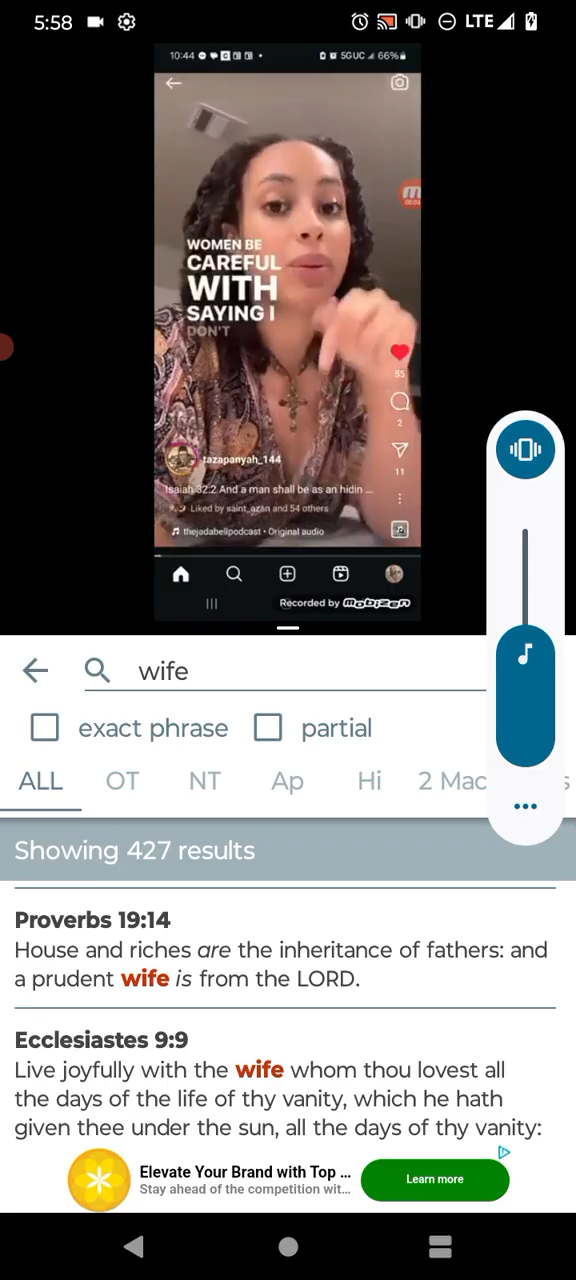 5:58
LTE
10:44
5GUC 66%
00:03
WOMEN BE
CAREFUL
WITH
SAYING I
DON'T
55
2
tazapanyah_144
11
Isaiah 32.2 And a man shall be as an hidin ...
Liked by saint_azan and 54 others
thejadabellpodcast • Original audio
Recorded by mobizen
wife
exact phrase
partial
ALL OT NT Ap Hi 2 Mac s
Showing 427 results
Proverbs 19:14
House and riches are the inheritance of fathers: and
a prudent wife is from the LORD.
Ecclesiastes 9:9
Live joyfully with the wife whom thou lovest all
the days of the life of thy vanity, which he hath
given thee under the sun, all the days of thy vanity:
Elevate Your Brand with Top ...
Stay ahead of the competition wit...
Learn more